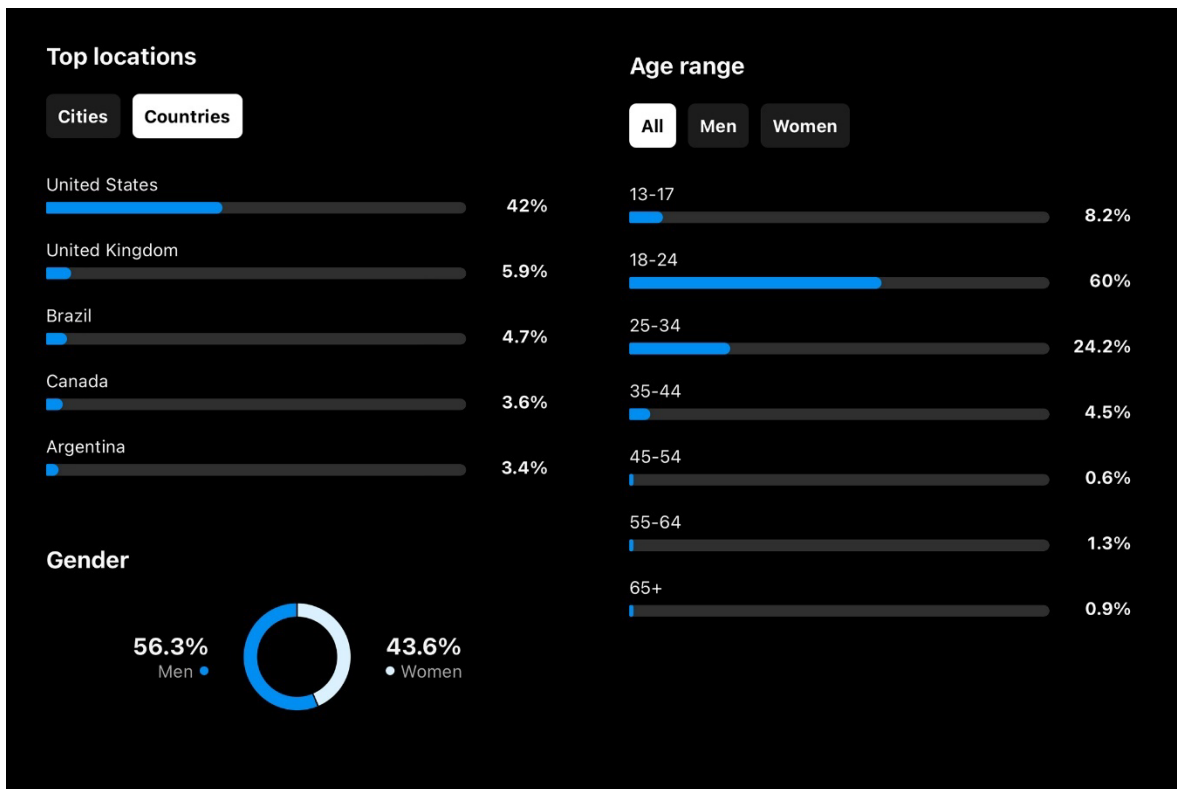 Top locations
Cities Countries
United States
42%
United Kingdom
5.9%
Brazil
4.7%
Canada
3.6%
Argentina
3.4%
Gender
56.3%
Men
43.6%
Women
Age range
All Men Women
13-17
8.2%
18-24
60%
25-34
24.2%
35-44
4.5%
45-54
0.6%
55-64
1.3%
65+
0.9%